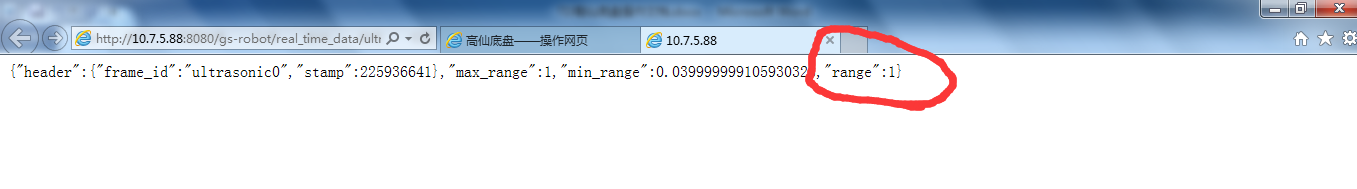 http://10.7.5.88:8080/gs-robot/real_time_data/ult
高仙底盘——操作网页
10.7.5.88
{"header":{"frame_id":"ultrasonic0","stamp":225936641},"max_range":1,"min_range":0.03999999910593032},"range":1}